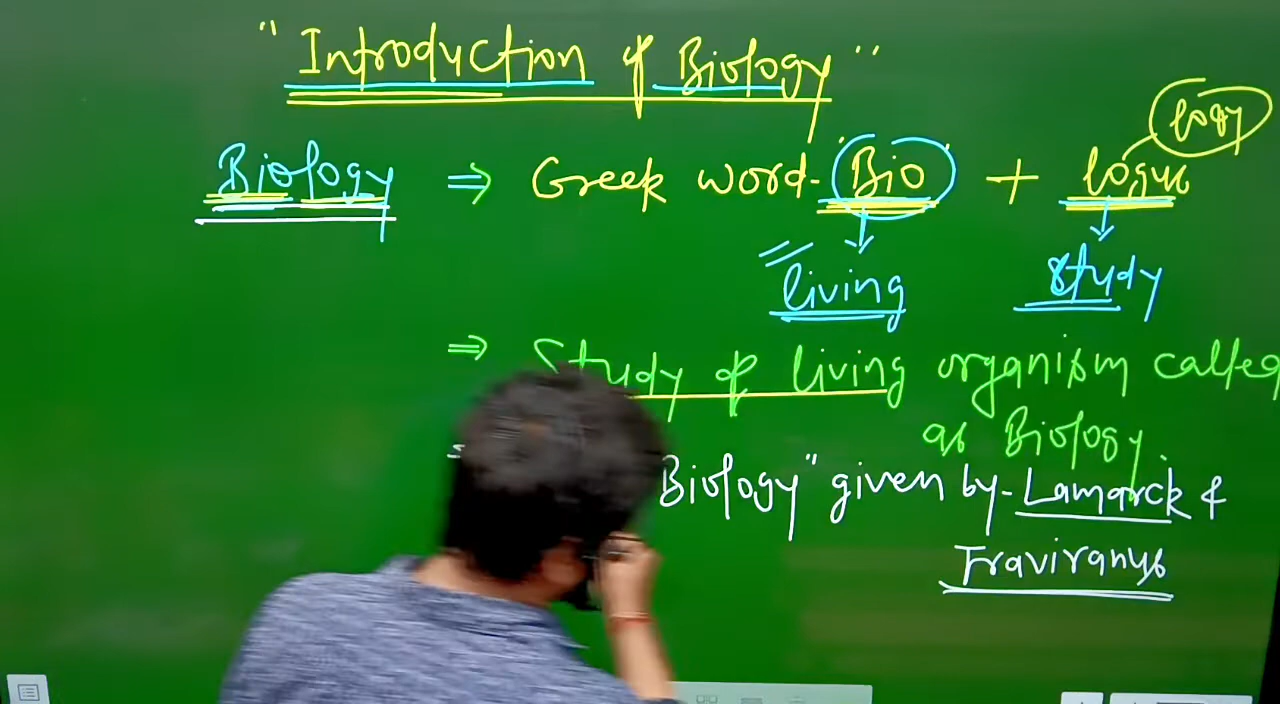 "Introduction of Biology"
logy
Biology ⇒ Greek word- Bio + logus
living study
⇒ Study of living organism called
as Biology.
Biology" given by- Lamarck &
Traviranus